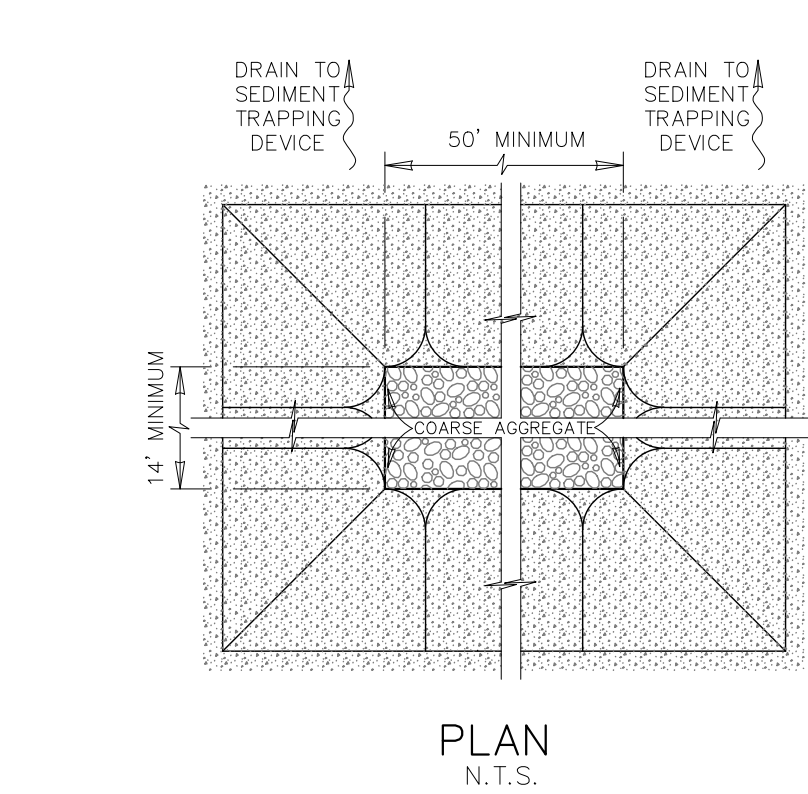 DRAIN TO
SEDIMENT
TRAPPING
DEVICE
DRAIN TO
SEDIMENT
TRAPPING
DEVICE
50' MINIMUM
14' MINIMUM
COARSE AGGREGATE
PLAN
N.T.S.